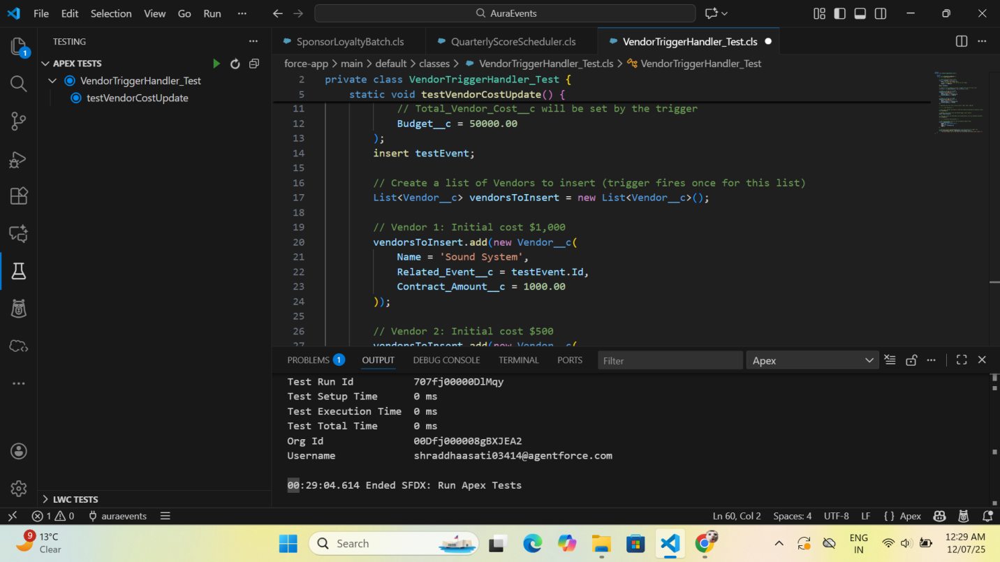 File Edit Selection View Go Run ··· AuraEvents
1
TESTING ···
APEX TESTS
VendorTriggerHandler_Test
testVendorCostUpdate
LWC TESTS
SponsorLoyaltyBatch.cls QuarterlyScoreScheduler.cls VendorTriggerHandler_Test.cls ● ···
force-app > main > default > classes > VendorTriggerHandler_Test.cls > VendorTriggerHandler_Test
2 private class VendorTriggerHandler_Test {
5 static void testVendorCostUpdate() {
11 // Total_Vendor_Cost__c will be set by the trigger
12 Budget__c = 50000.00
13 );
14 insert testEvent;
15
16 // Create a list of Vendors to insert (trigger fires once for this list)
17 List<Vendor__c> vendorsToInsert = new List<Vendor__c>();
18
19 // Vendor 1: Initial cost $1,000
20 vendorsToInsert.add(new Vendor__c(
21 Name = 'Sound System',
22 Related_Event__c = testEvent.Id,
23 Contract_Amount__c = 1000.00
24 ));
25
26 // Vendor 2: Initial cost $500
27 vendorsToInsert.add(new Vendor__c(
PROBLEMS 1 OUTPUT DEBUG CONSOLE TERMINAL PORTS Filter Apex ···
Test Run Id 707fj00000DlMqy
Test Setup Time 0 ms
Test Execution Time 0 ms
Test Total Time 0 ms
Org Id 00Dfj000008gBXJEA2
Username shraddhaasati03414@agentforce.com
00:29:04.614 Ended SFDX: Run Apex Tests
1 0 auraevents Ln 60, Col 2 Spaces: 4 UTF-8 LF { } Apex
9 13°C
Clear
Search
ENG
IN
12:29 AM
12/07/25